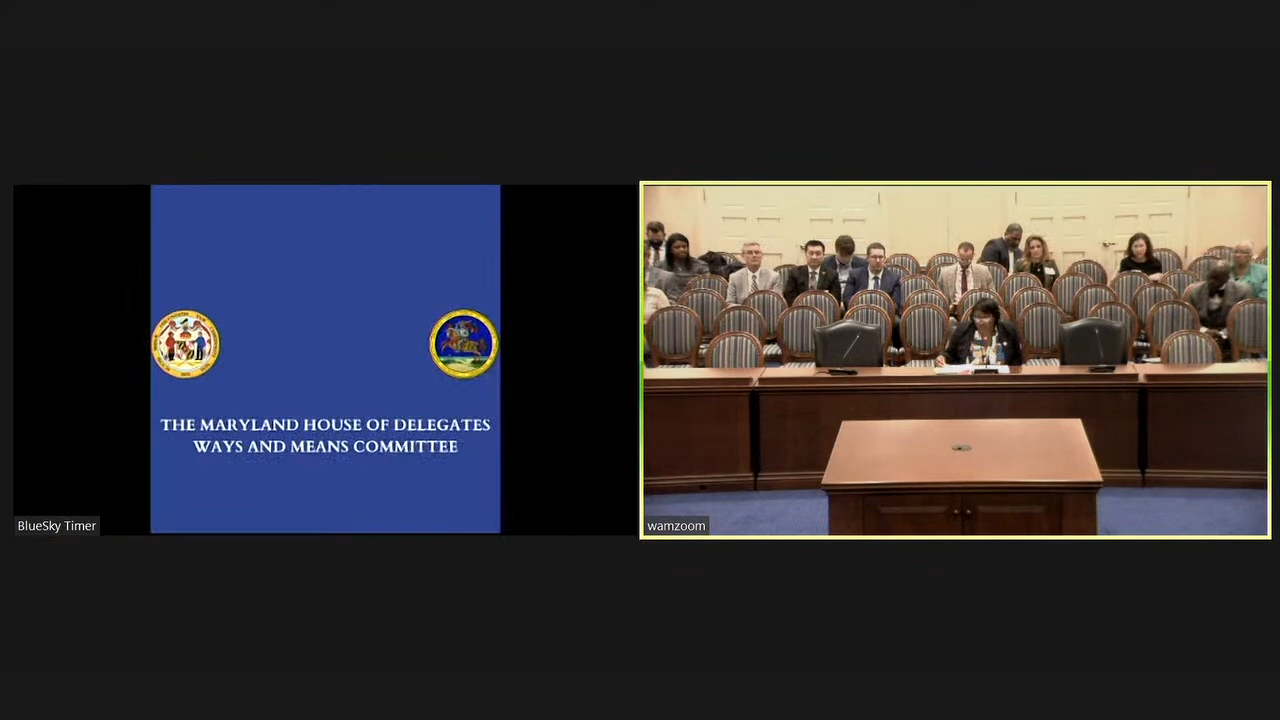 THE MARYLAND HOUSE OF DELEGATES
WAYS AND MEANS COMMITTEE
BlueSky Timer
wamzoom